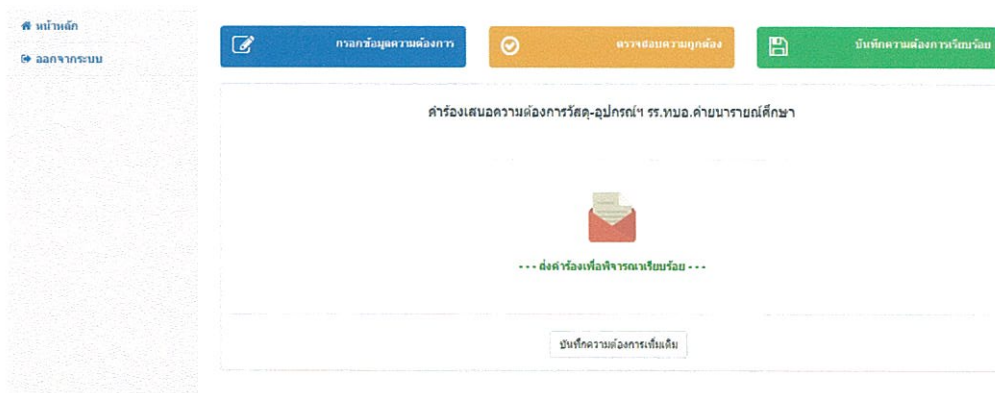 หน้าหลัก
ออกจากระบบ
กรอกข้อมูลความต้องการ
ตรวจสอบความถูกต้อง
บันทึกความต้องการเรียบร้อย
คำร้องเสนอความต้องการวัสดุ-อุปกรณ์ฯ รร.ทบอ.ค่ายนารายณ์ศึกษา
- - - ส่งคำร้องเพื่อพิจารณาเรียบร้อย - - -
บันทึกความต้องการเพิ่มเติม